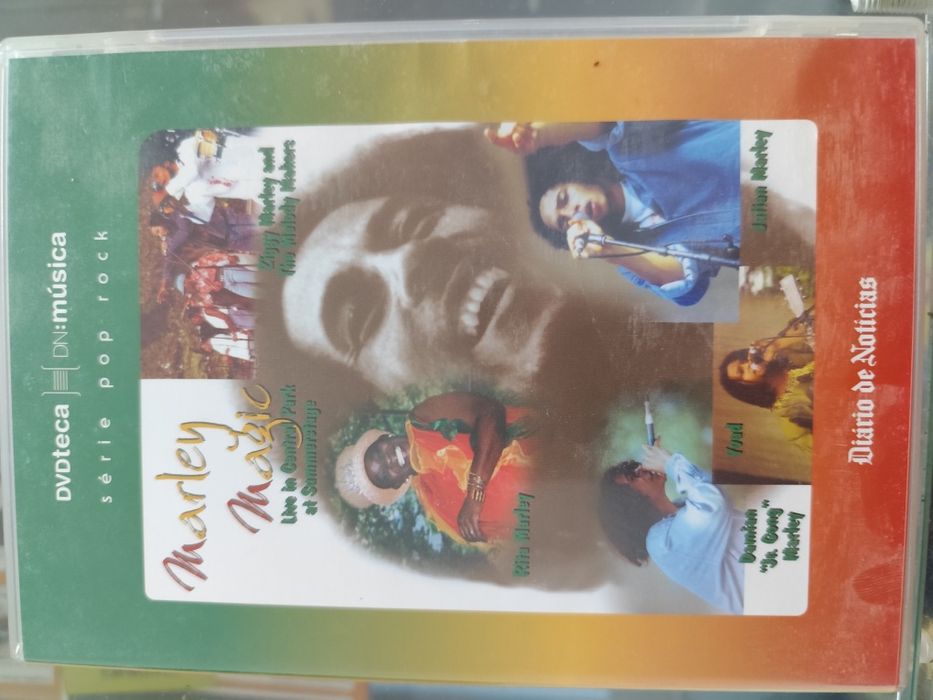 DVDteca DN:música
série pop rock
Marley
Magic
Live in Central Park
at Summerstage
Ziggy Marley and
the Melody Makers
Rita Marley
Julian Marley
Yvad
Damian
"Jr. Gong"
Marley
Diário de Notícias